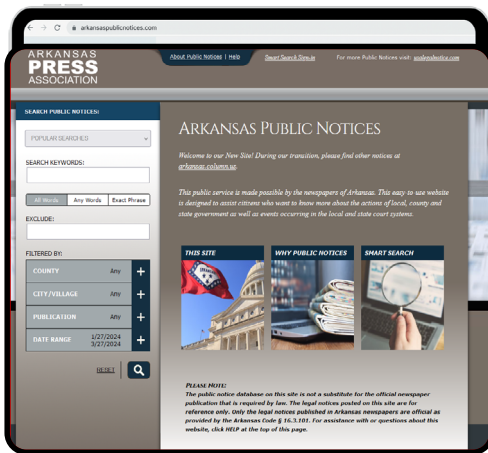 arkansaspublicnotices.com
ARKANSAS
PRESS
ASSOCIATION
About Public Notices | Help
Smart Search Sign-in
For more Public Notices visit: usalegalnotice.com
SEARCH PUBLIC NOTICES:
POPULAR SEARCHES
SEARCH KEYWORDS:
All Words
Any Words
Exact Phrase
EXCLUDE:
FILTERED BY:
COUNTY Any +
CITY/VILLAGE Any +
PUBLICATION Any +
DATE RANGE 1/27/2024 +
3/27/2024
RESET
ARKANSAS PUBLIC NOTICES
Welcome to our New Site! During our transition, please find other notices at
arkansas.column.us.
This public service is made possible by the newspapers of Arkansas. This easy to use website
is designed to assist citizens who want to know more about the actions of local, county and
state government as well as events occurring in the local and state court systems.
THIS SITE
WHY PUBLIC NOTICES
SMART SEARCH
PLEASE NOTE:
The public notice database on this site is not a substitute for the official newspaper
publication that is required by law. The legal notices posted on this site are for
reference only. Only the legal notices published in Arkansas newspapers are official as
provided by the Arkansas Code § 16.3.101. For assistance with or questions about this
website, click HELP at the top of this page.